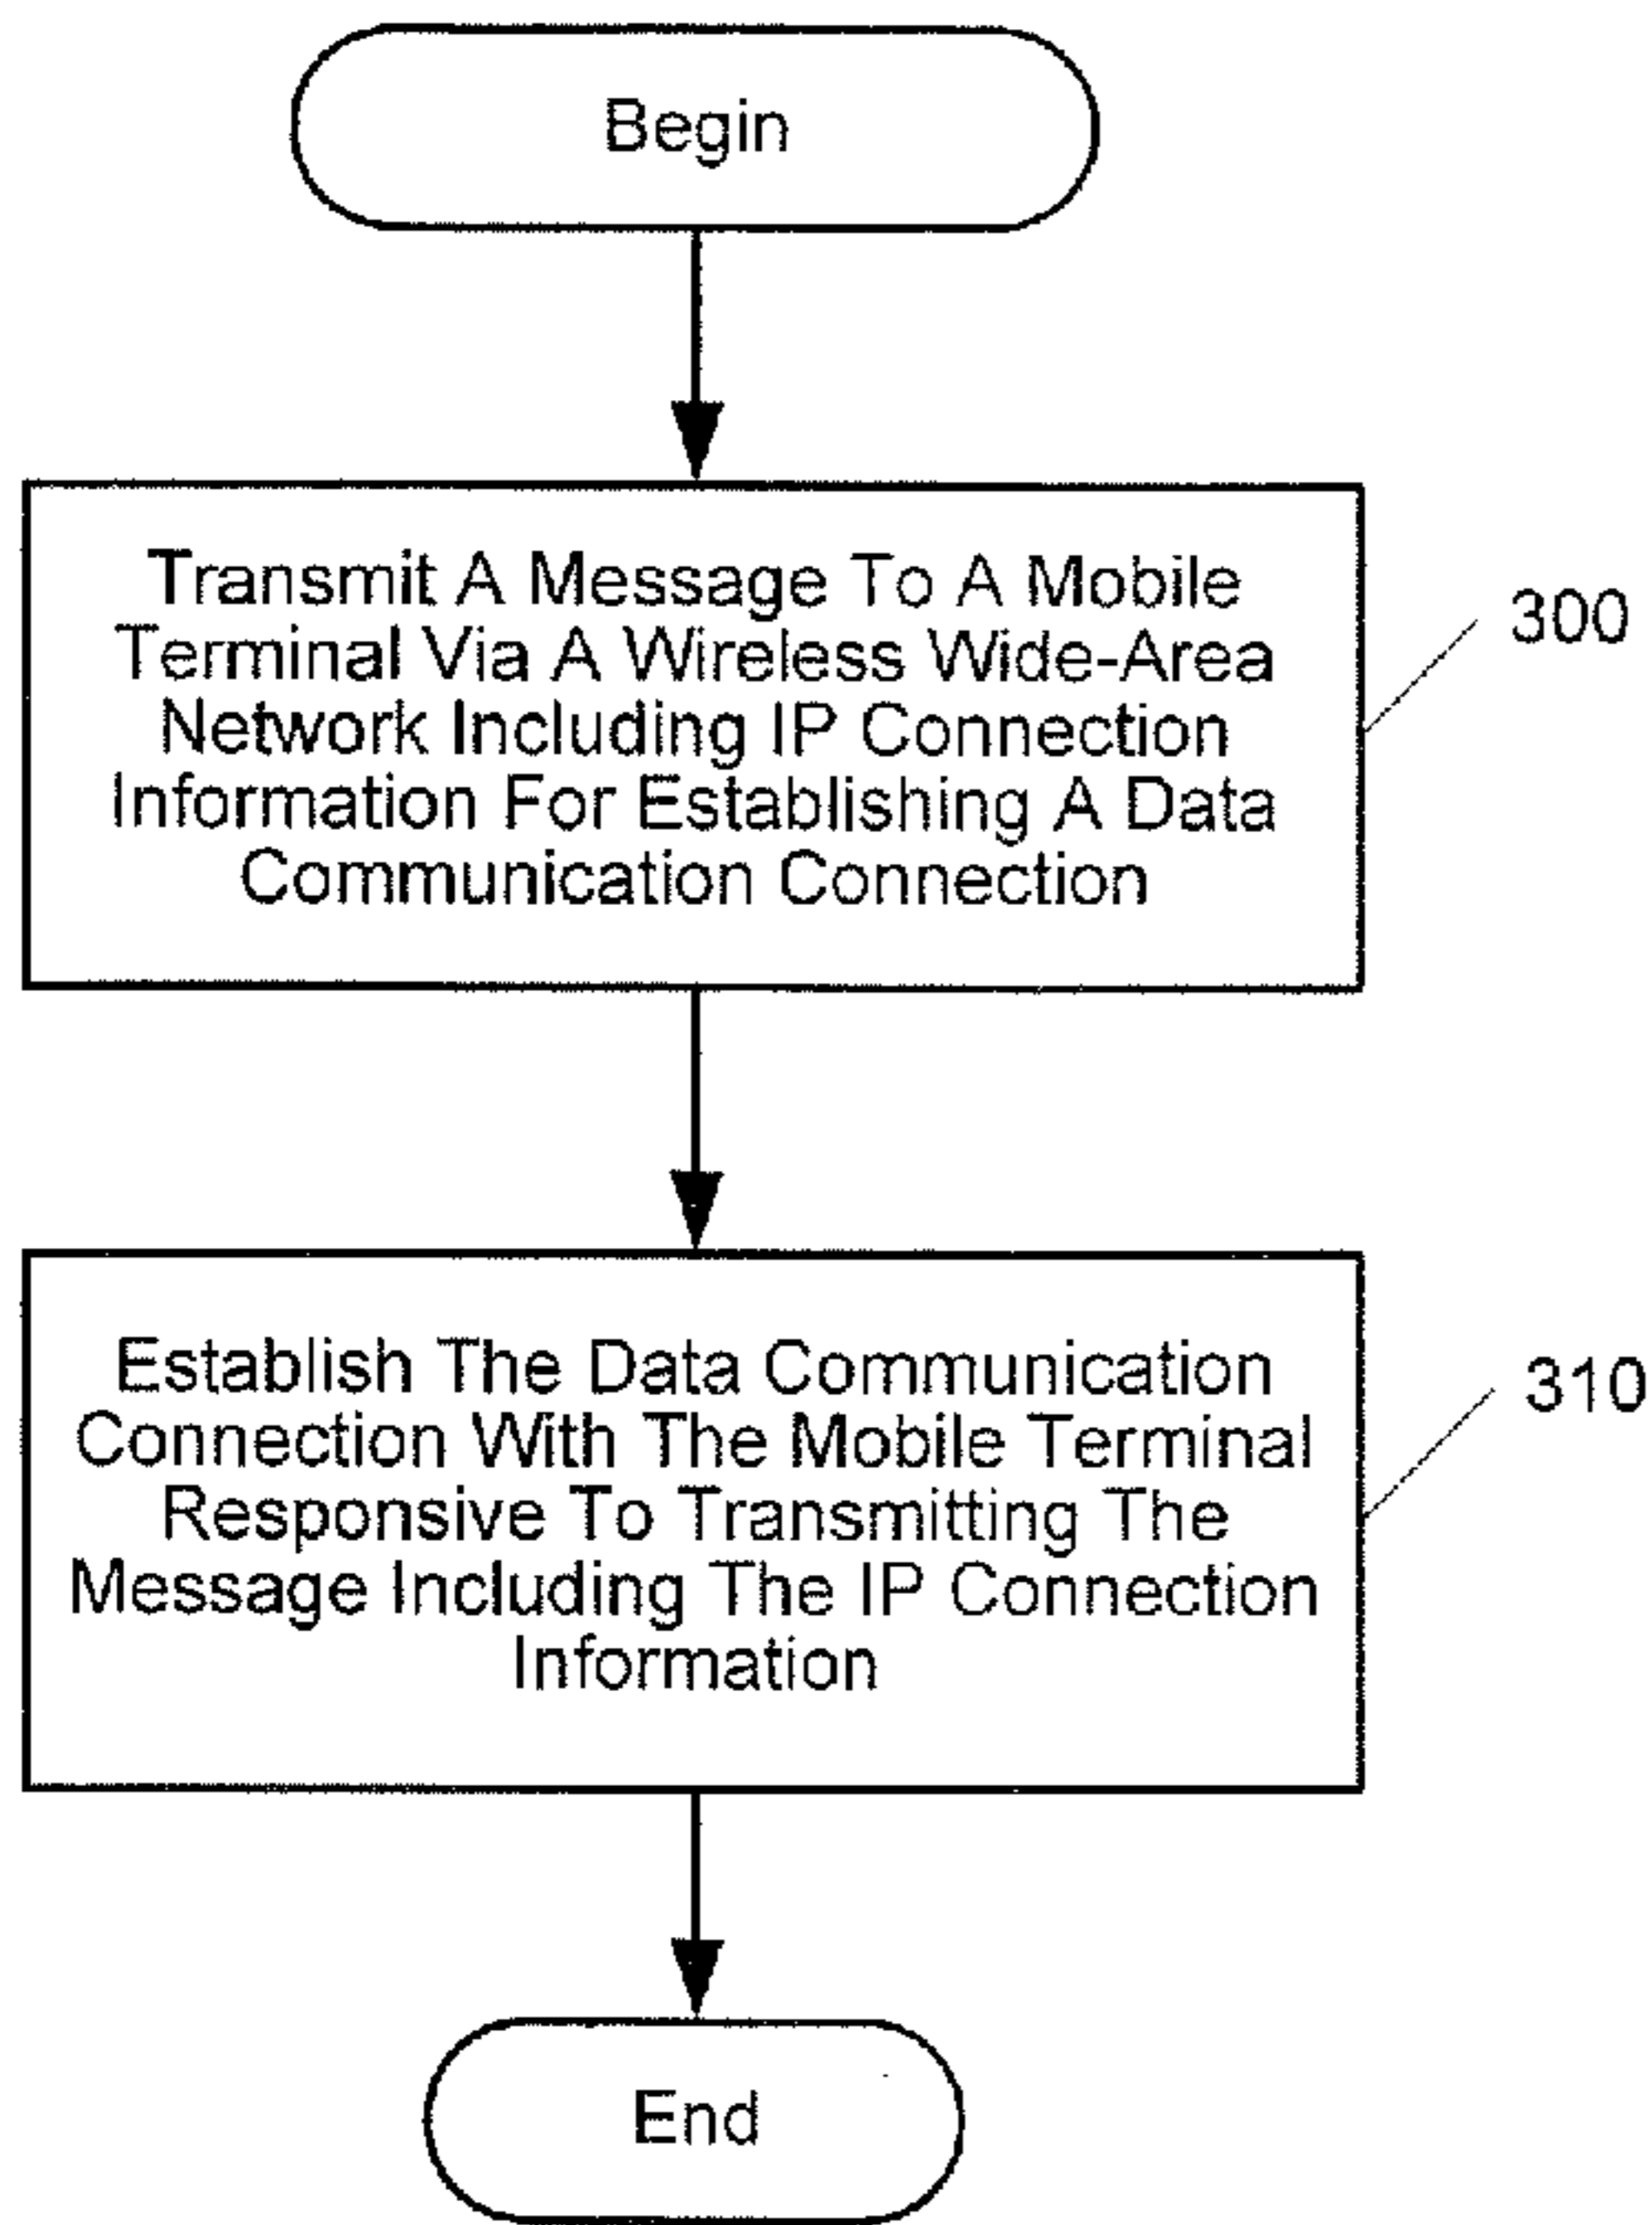 Begin
Transmit A Message To A Mobile
Terminal Via A Wireless Wide-Area
Network Including IP Connection
Information For Establishing A Data
Communication Connection
300
Establish The Data Communication
Connection With The Mobile Terminal
Responsive To Transmitting The
Message Including The IP Connection
Information
310
End